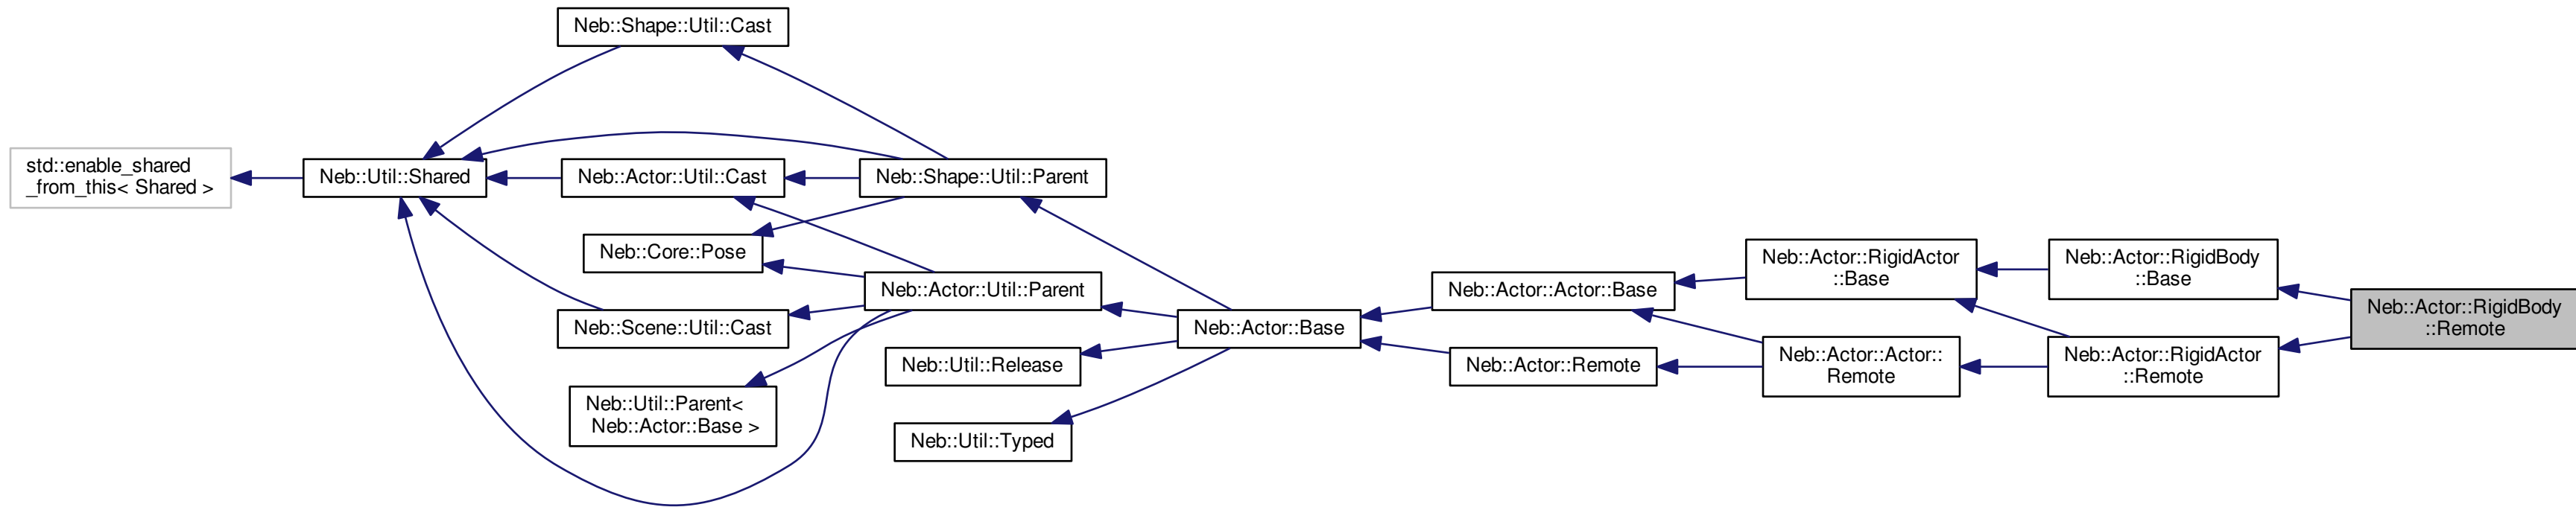 Neb::Shape::Util::Cast
std::enable_shared
_from_this< Shared >
Neb::Util::Shared
Neb::Actor::Util::Cast
Neb::Shape::Util::Parent
Neb::Core::Pose
Neb::Actor::Util::Parent
Neb::Scene::Util::Cast
Neb::Util::Release
Neb::Util::Parent<
Neb::Actor::Base >
Neb::Util::Typed
Neb::Actor::Base
Neb::Actor::Actor::Base
Neb::Actor::Remote
Neb::Actor::RigidActor
::Base
Neb::Actor::Actor::
Remote
Neb::Actor::RigidBody
::Base
Neb::Actor::RigidActor
::Remote
Neb::Actor::RigidBody
::Remote